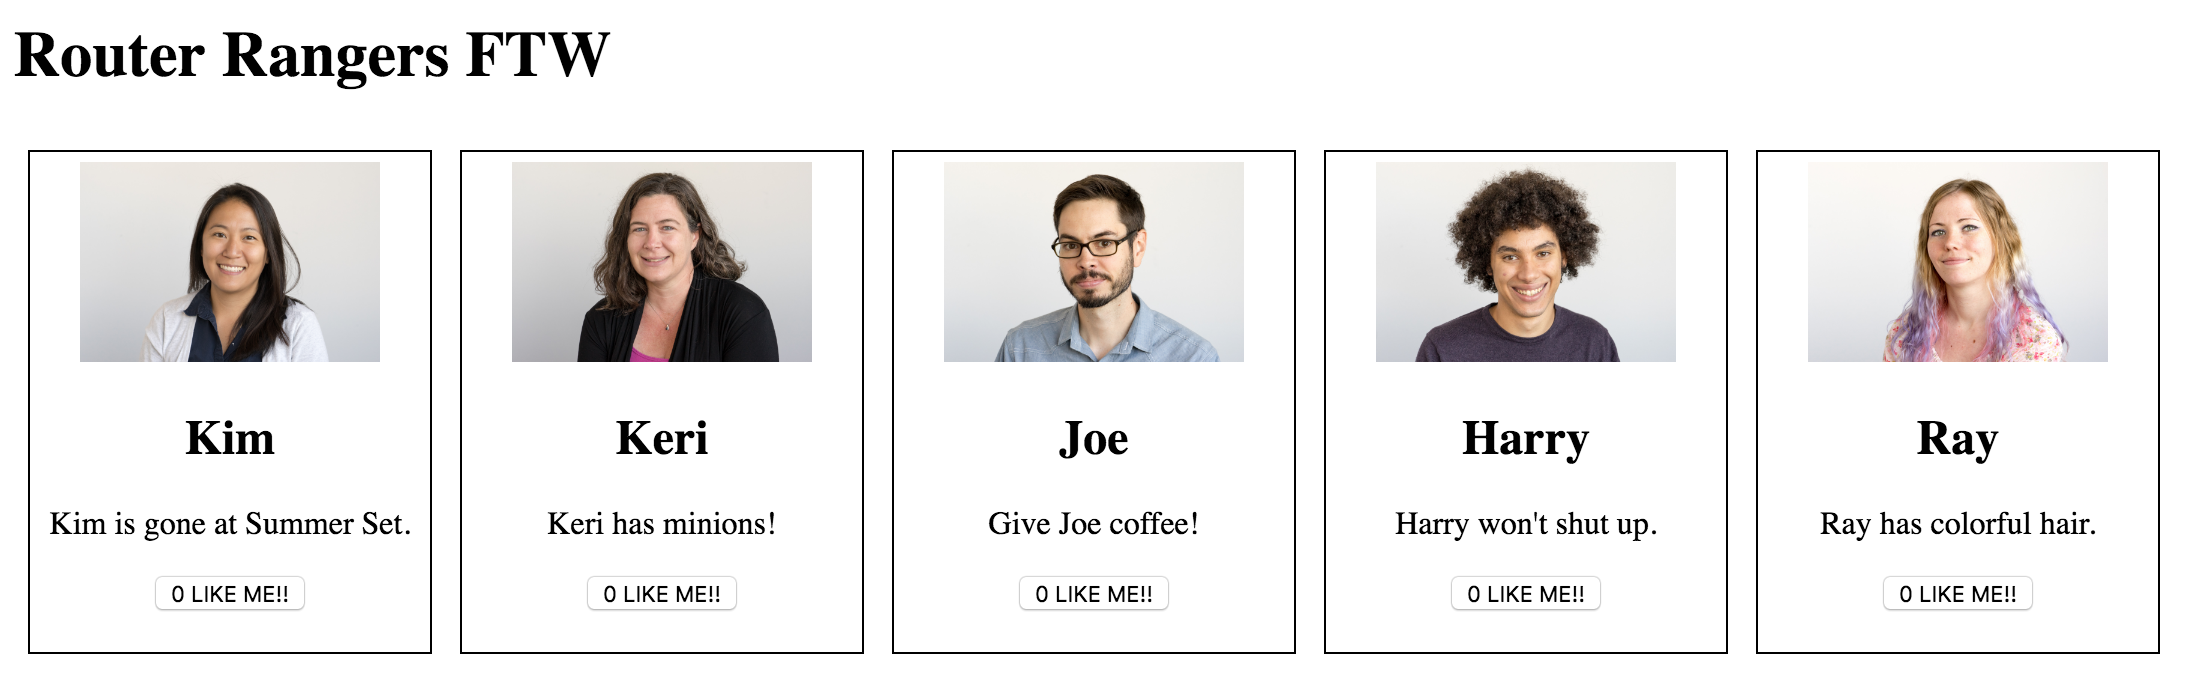 Router Rangers FTW
Kim
Kim is gone at Summer Set.
0 LIKE ME!!
Keri
Keri has minions!
0 LIKE ME!!
Joe
Give Joe coffee!
0 LIKE ME!!
Harry
Harry won't shut up.
0 LIKE ME!!
Ray
Ray has colorful hair.
0 LIKE ME!!